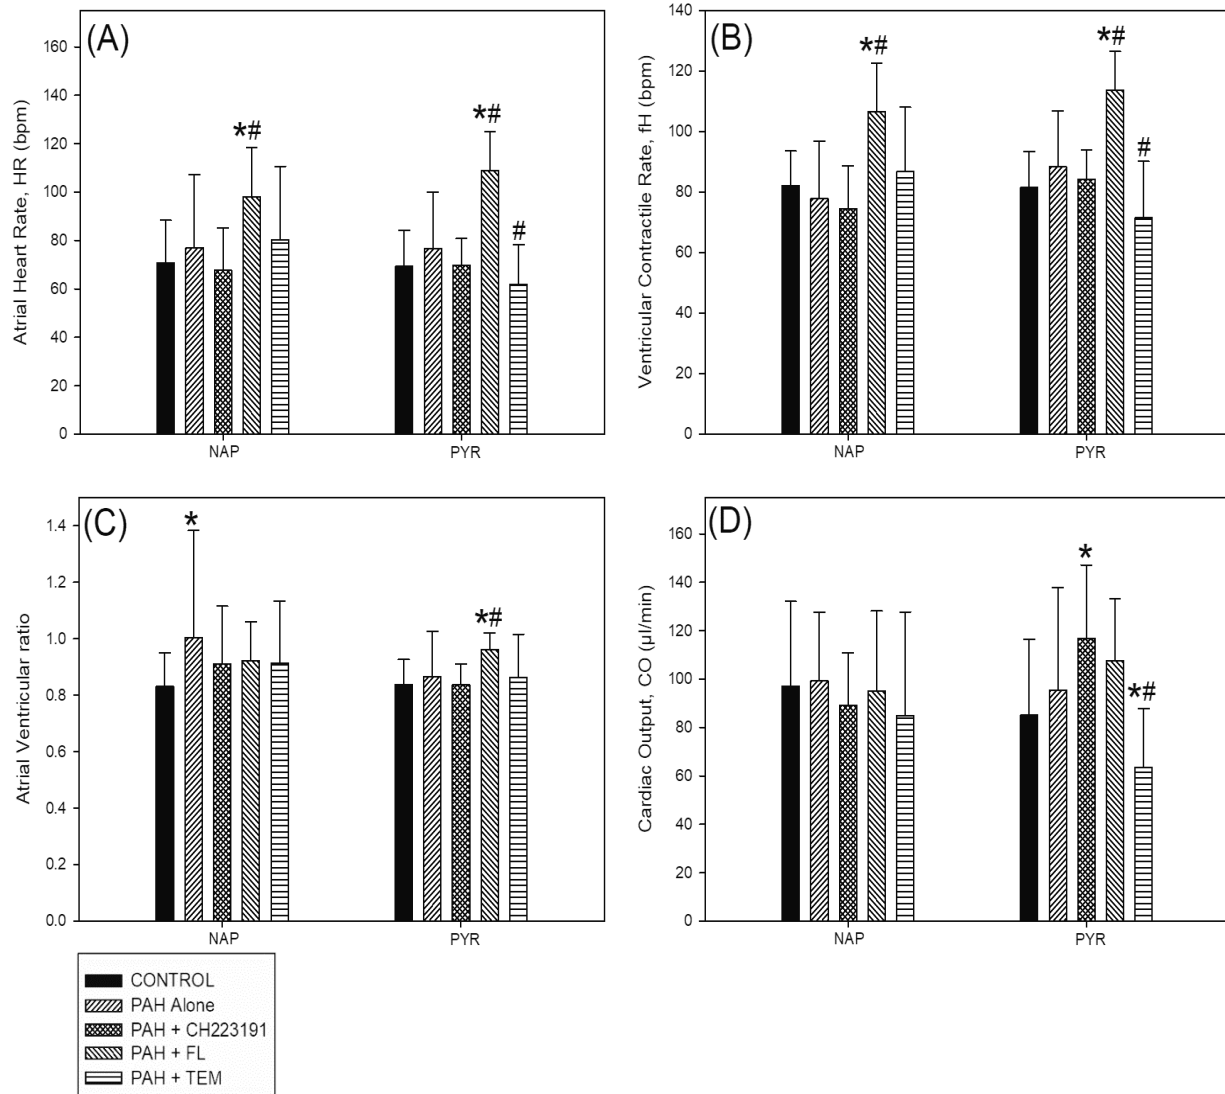 (A)
Atrial Heart Rate, HR (bpm)
160
140
120
100
80
60
40
20
0
*#
*#
#
NAP PYR
(B)
Ventricular Contractile Rate, fH (bpm)
140
120
100
80
60
40
20
0
*#
*#
#
NAP PYR
(C)
Atrial Ventricular ratio
1.4
1.2
1.0
0.8
0.6
0.4
0.2
0.0
*
*#
NAP PYR
(D)
Cardiac Output, CO (µl/min)
160
140
120
100
80
60
40
20
0
*
*#
NAP PYR
CONTROL
PAH Alone
PAH + CH223191
PAH + FL
PAH + TEM